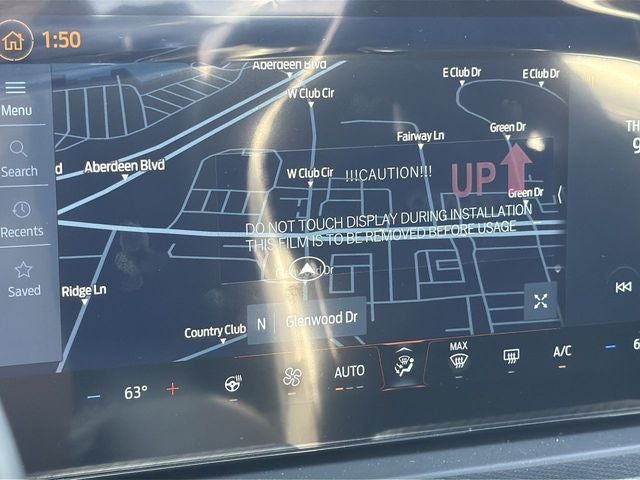 1:50
Menu
Search
Recents
Saved
Aberdeen Blvd
W Club Cir
E Club Dr
E Club Dr
Green Dr
Fairway Ln
Aberdeen Blvd
W Club Cir
!!!CAUTION!!!
UP
Green Dr
DO NOT TOUCH DISPLAY DURING INSTALLATION
THIS FILM IS TO BE REMOVED BEFORE USAGE
Ridge Ln
Country Club
N
Glenwood Dr
63°
AUTO
MAX
A/C